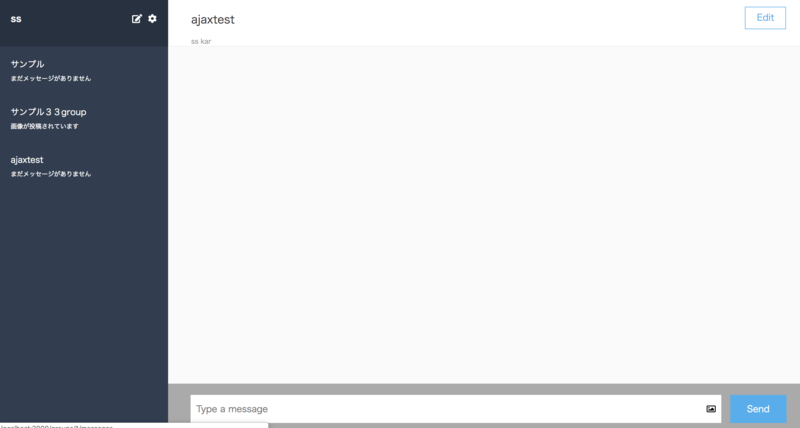 ss
サンプル
まだメッセージがありません
サンプル３３group
画像が投稿されています
ajaxtest
まだメッセージがありません
ajaxtest
ss kar
Edit
Type a message
Send